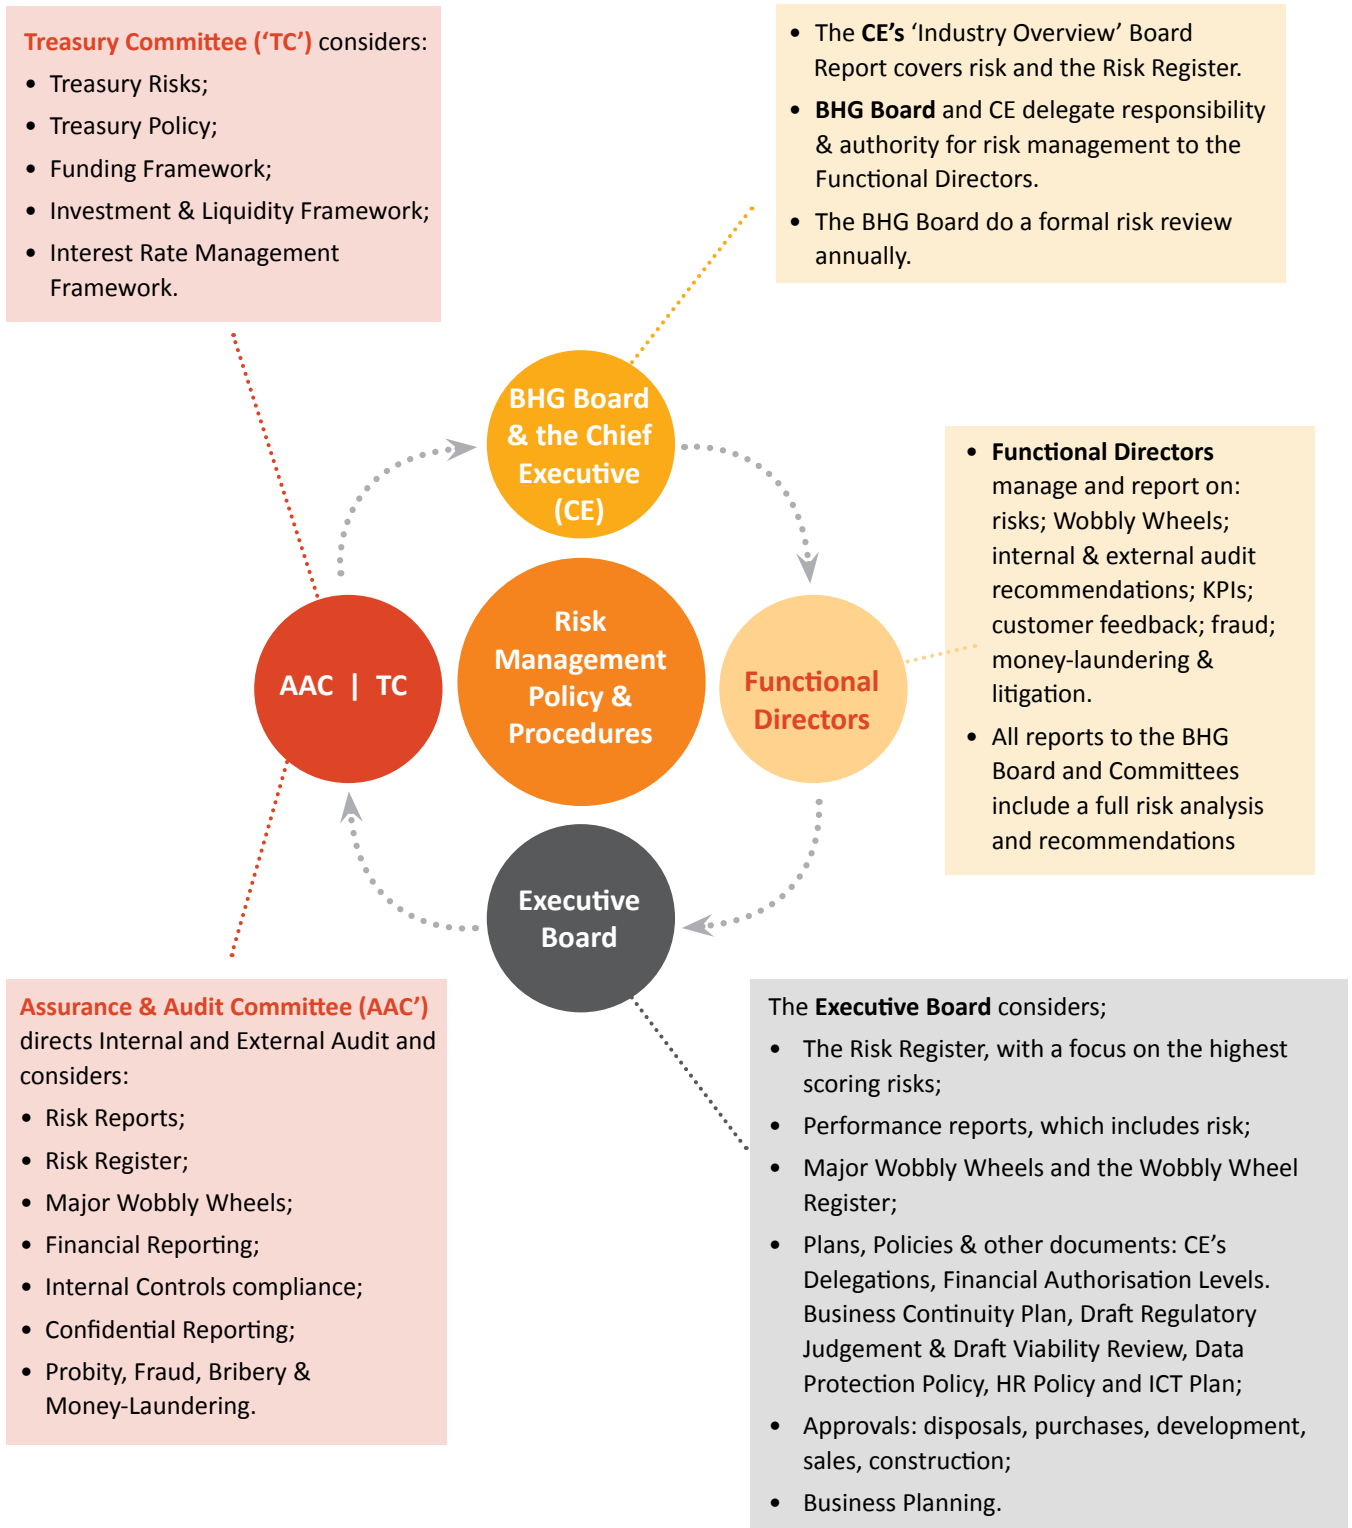 Treasury Committee (‘TC’) considers:
• Treasury Risks;
• Treasury Policy;
• Funding Framework;
• Investment & Liquidity Framework;
• Interest Rate Management
Framework.
• The CE’s ‘Industry Overview’ Board
Report covers risk and the Risk Register.
• BHG Board and CE delegate responsibility
& authority for risk management to the
Functional Directors.
• The BHG Board do a formal risk review
annually.
BHG Board
& the Chief
Executive
(CE)
• Functional Directors
manage and report on:
risks; Wobbly Wheels;
internal & external audit
recommendations; KPIs;
customer feedback; fraud;
money-laundering &
litigation.
• All reports to the BHG
Board and Committees
include a full risk analysis
and recommendations
AAC | TC
Risk
Management
Policy &
Procedures
Functional
Directors
Executive
Board
Assurance & Audit Committee (AAC’)
directs Internal and External Audit and
considers:
• Risk Reports;
• Risk Register;
• Major Wobbly Wheels;
• Financial Reporting;
• Internal Controls compliance;
• Confidential Reporting;
• Probity, Fraud, Bribery &
Money-Laundering.
The Executive Board considers;
• The Risk Register, with a focus on the highest
scoring risks;
• Performance reports, which includes risk;
• Major Wobbly Wheels and the Wobbly Wheel
Register;
• Plans, Policies & other documents: CE’s
Delegations, Financial Authorisation Levels.
Business Continuity Plan, Draft Regulatory
Judgement & Draft Viability Review, Data
Protection Policy, HR Policy and ICT Plan;
• Approvals: disposals, purchases, development,
sales, construction;
• Business Planning.